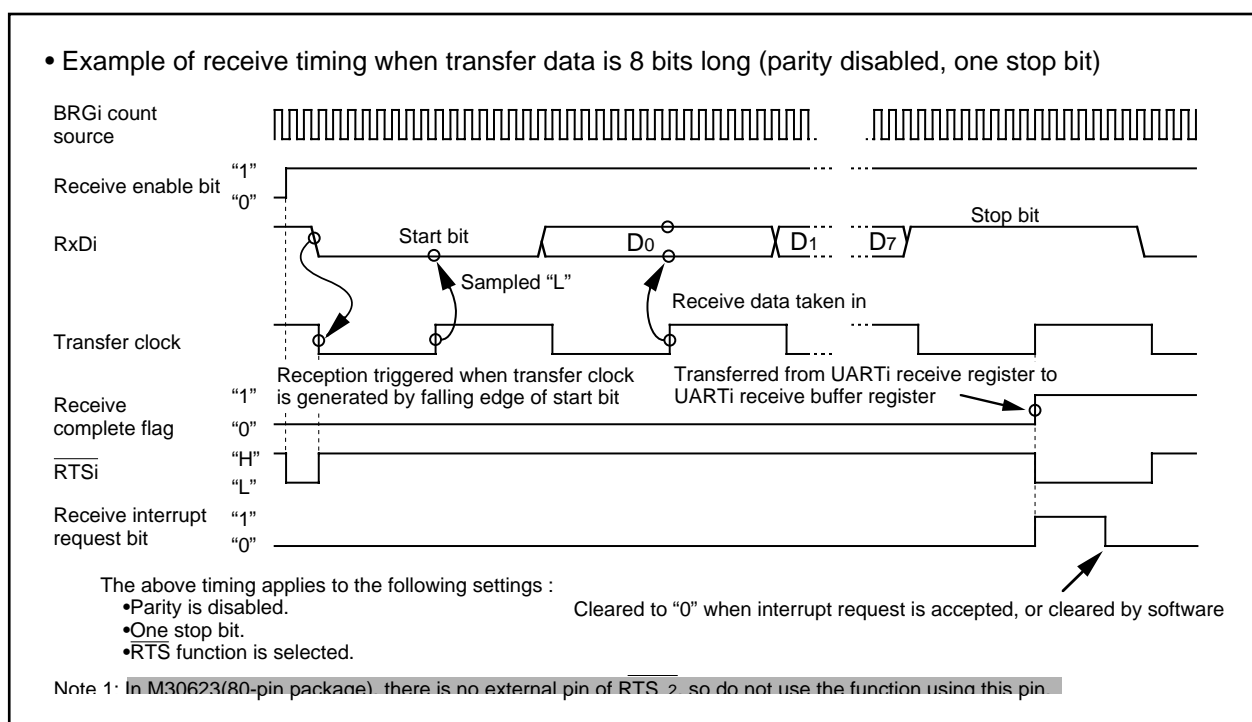 • Example of receive timing when transfer data is 8 bits long (parity disabled, one stop bit)
BRGi count
source
Receive enable bit
“1”
“0”
RxDi
Start bit
D0
D1
D7
Stop bit
Sampled “L”
Receive data taken in
Transfer clock
Reception triggered when transfer clock
is generated by falling edge of start bit
Transferred from UARTi receive register to
UARTi receive buffer register
Receive
complete flag
“1”
“0”
RTSi
“H”
“L”
Receive interrupt
request bit
“1”
“0”
The above timing applies to the following settings :
•Parity is disabled.
•One stop bit.
•RTS function is selected.
Cleared to “0” when interrupt request is accepted, or cleared by software
Note 1: In M30623(80-pin package), there is no external pin of RTS 2, so do not use the function using this pin.